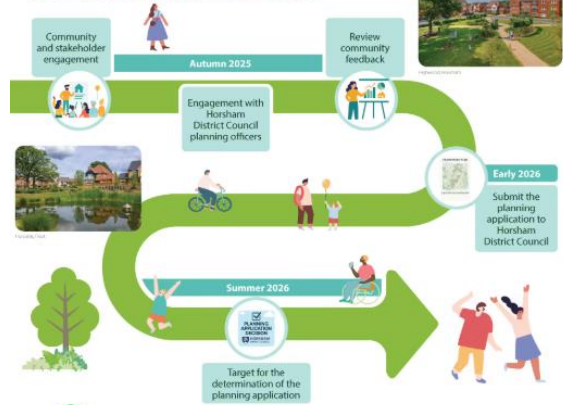 Community
and stakeholder
engagement
Autumn 2025
Review
community
feedback
Engagement with
Horsham
District Council
planning officers
Early 2026
Submit the
planning
application to
Horsham
District Council
Summer 2026
PLANNING
APPLICATION
DECISION
HORSHAM
Target for the
determination of the
planning application